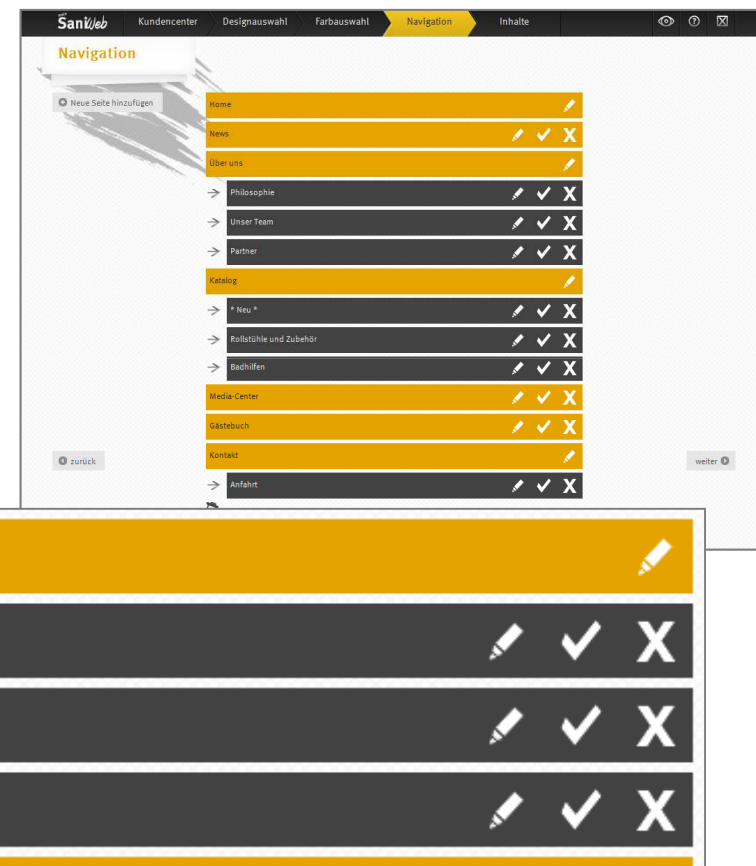 SaniWeb Kundencenter Designauswahl Farbauswahl Navigation Inhalte
Navigation
Neue Seite hinzufügen
Home
News
Über uns
Philosophie
Unser Team
Partner
Katalog
* Neu *
Rollstühle und Zubehör
Badhilfen
Media-Center
Gästebuch
Kontakt
zurück
weiter
Anfahrt